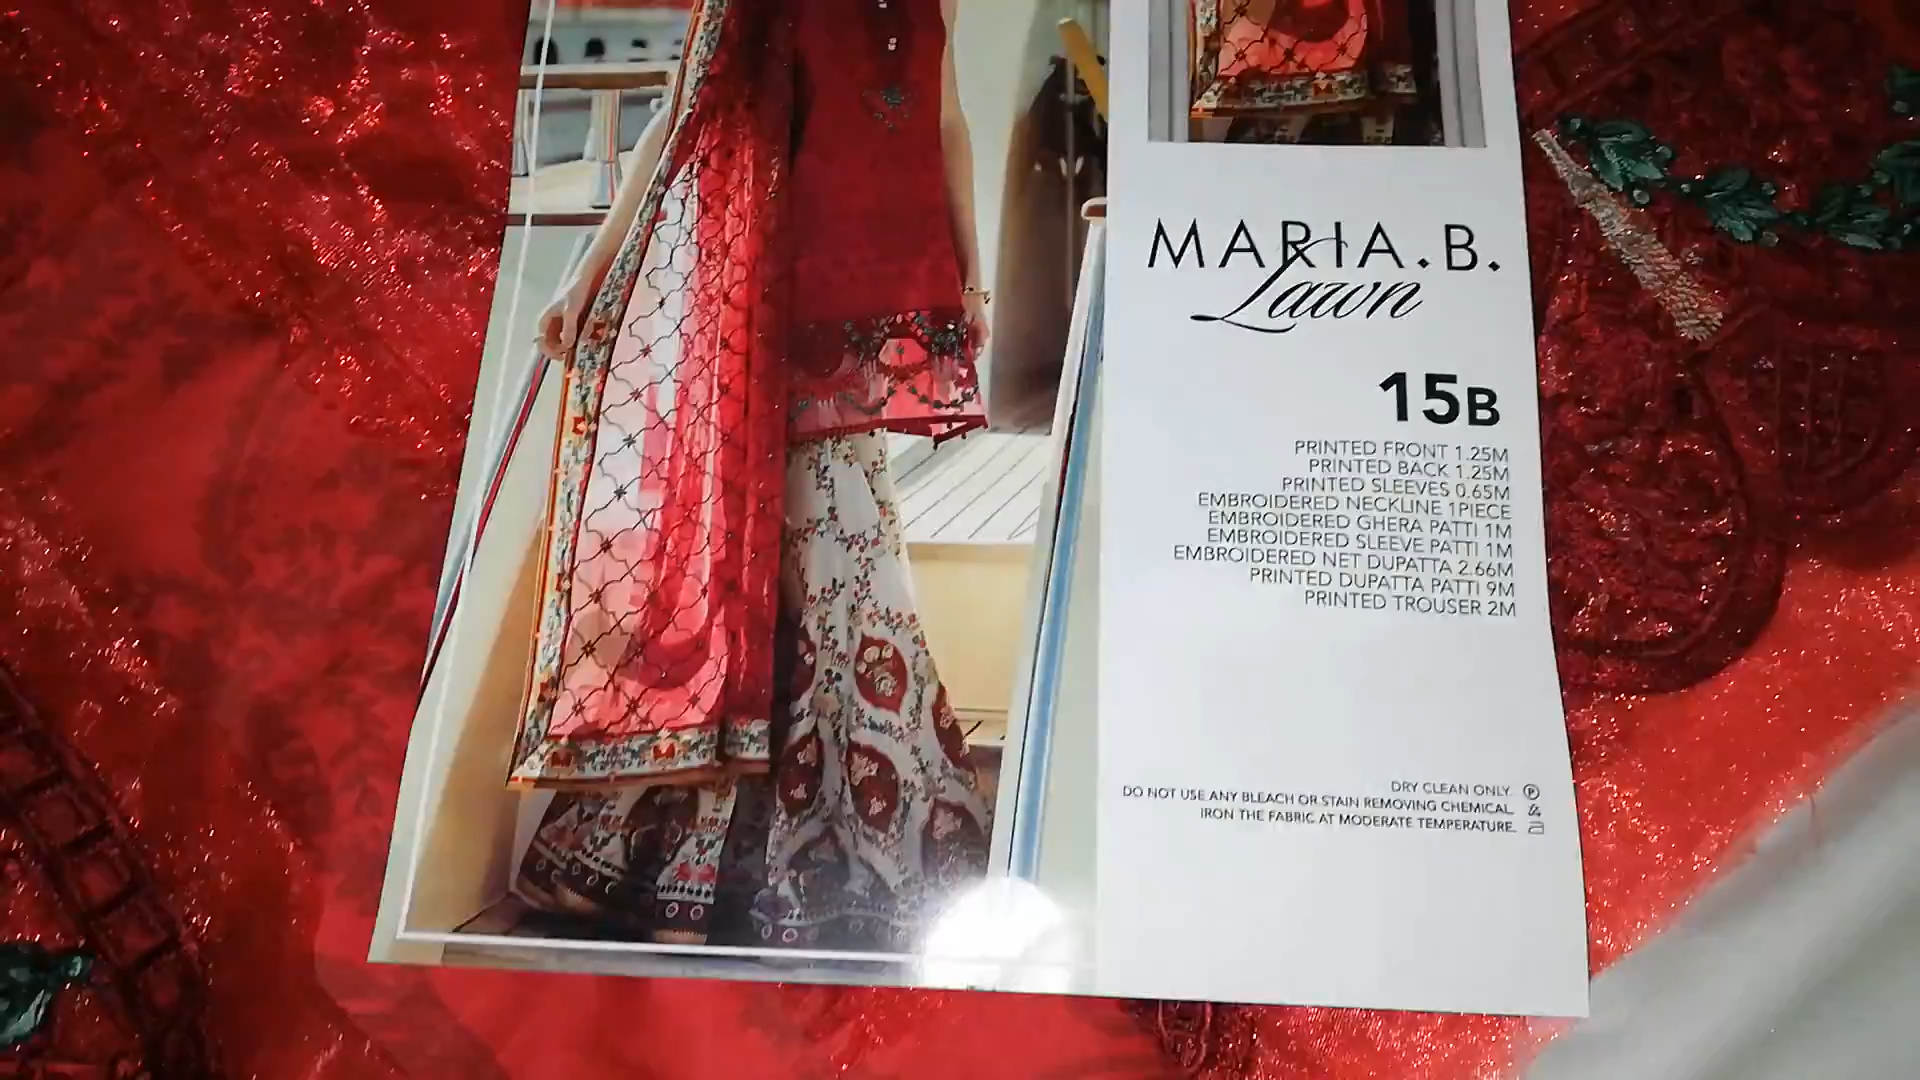 MARIA.B.
Lawn
15B
PRINTED FRONT 1.25M
PRINTED BACK 1.25M
PRINTED SLEEVES 0.65M
EMBROIDERED NECKLINE 1PIECE
EMBROIDERED GHERA PATTI 1M
EMBROIDERED SLEEVE PATTI 1M
EMBROIDERED NET DUPATTA 2.66M
PRINTED DUPATTA PATTI 9M
PRINTED TROUSER 2M
DRY CLEAN ONLY.
DO NOT USE ANY BLEACH OR STAIN REMOVING CHEMICAL.
IRON THE FABRIC AT MODERATE TEMPERATURE.